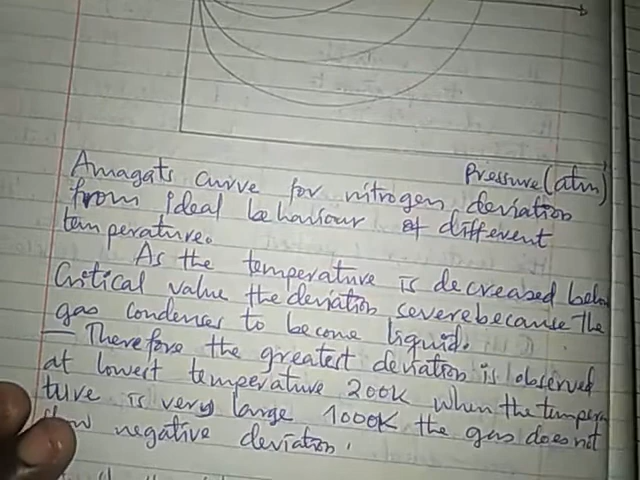 Pressure (atm)
Amagats curve for nitrogen deviation
from ideal behaviour of different
temperature.
As the temperature is decreased below
Critical value the deviation severe because the
gas condenses to become liquid.
— Therefore the greatest deviation is observed
at lowest temperature 200K when the tempera
ture is very large 1000K the gas does not
show negative deviation.